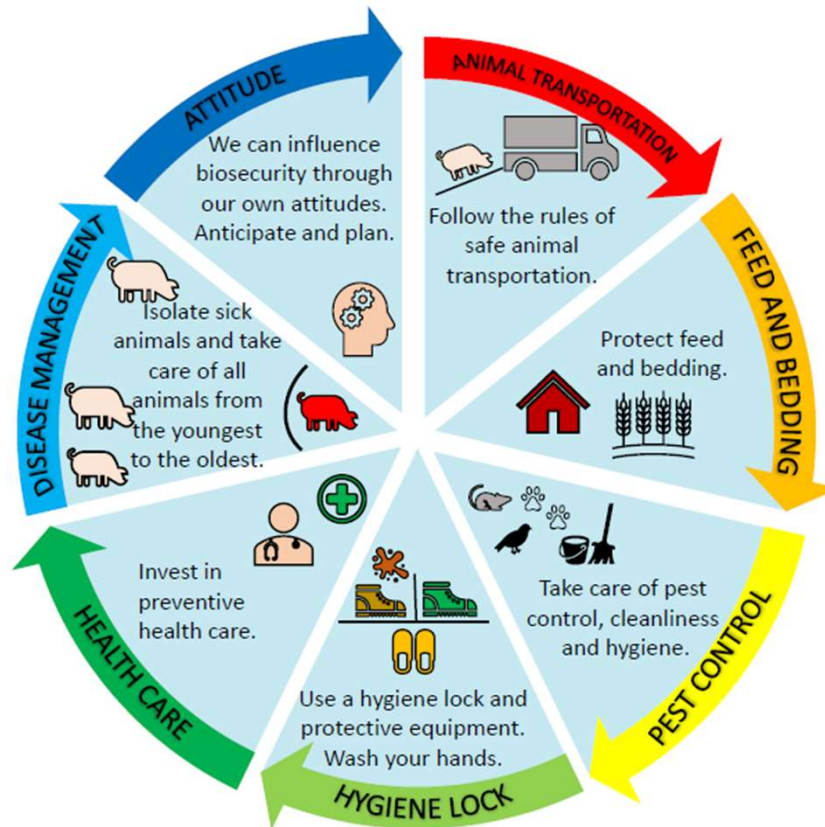 ATTITUDE
We can influence
biosecurity through
our own attitudes.
Anticipate and plan.
ANIMAL TRANSPORTATION
Follow the rules of
safe animal
transportation.
FEED AND BEDDING
Protect feed
and bedding.
PEST CONTROL
Take care of pest
control, cleanliness
and hygiene.
HYGIENE LOCK
Use a hygiene lock and
protective equipment.
Wash your hands.
HEALTH CARE
Invest in
preventive
health care.
DISEASE MANAGEMENT
Isolate sick
animals and take
care of all
animals from
the youngest
to the oldest.